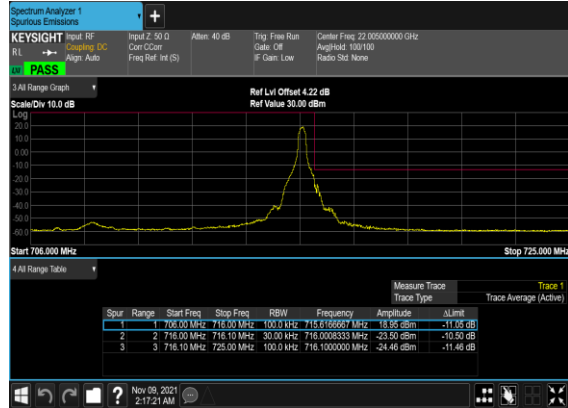 Spectrum Analyzer 1
Spurious Emissions
KEYSIGHT Input: RF Input Z: 50 Ω Atten: 40 dB Trig: Free Run Center Freq: 22.005000000 GHz
RL Coupling: DC Corr CCorr Gate: Off Avg|Hold: 100/100
Align: Auto Freq Ref: Int (S) IF Gain: Low Radio Std: None
PASS
3 All Range Graph
Ref Lvl Offset 4.22 dB
Scale/Div 10.0 dB Ref Value 30.00 dBm
Log
20.0
10.0
0.00
-10.0
-20.0
-30.0
-40.0
-50.0
-60.0
Start 706.000 MHz Stop 725.000 MHz
4 All Range Table
Measure Trace Trace 1
Trace Type Trace Average (Active)
Spur Range Start Freq Stop Freq RBW Frequency Amplitude ΔLimit
1 1 706.00 MHz 716.00 MHz 100.0 kHz 715.6166667 MHz 18.95 dBm -11.05 dB
2 2 716.00 MHz 716.10 MHz 30.00 kHz 716.0008333 MHz -23.50 dBm -10.50 dB
3 3 716.10 MHz 725.00 MHz 100.0 kHz 716.1000000 MHz -24.46 dBm -11.46 dB
? Nov 09, 2021
2:17:21 AM